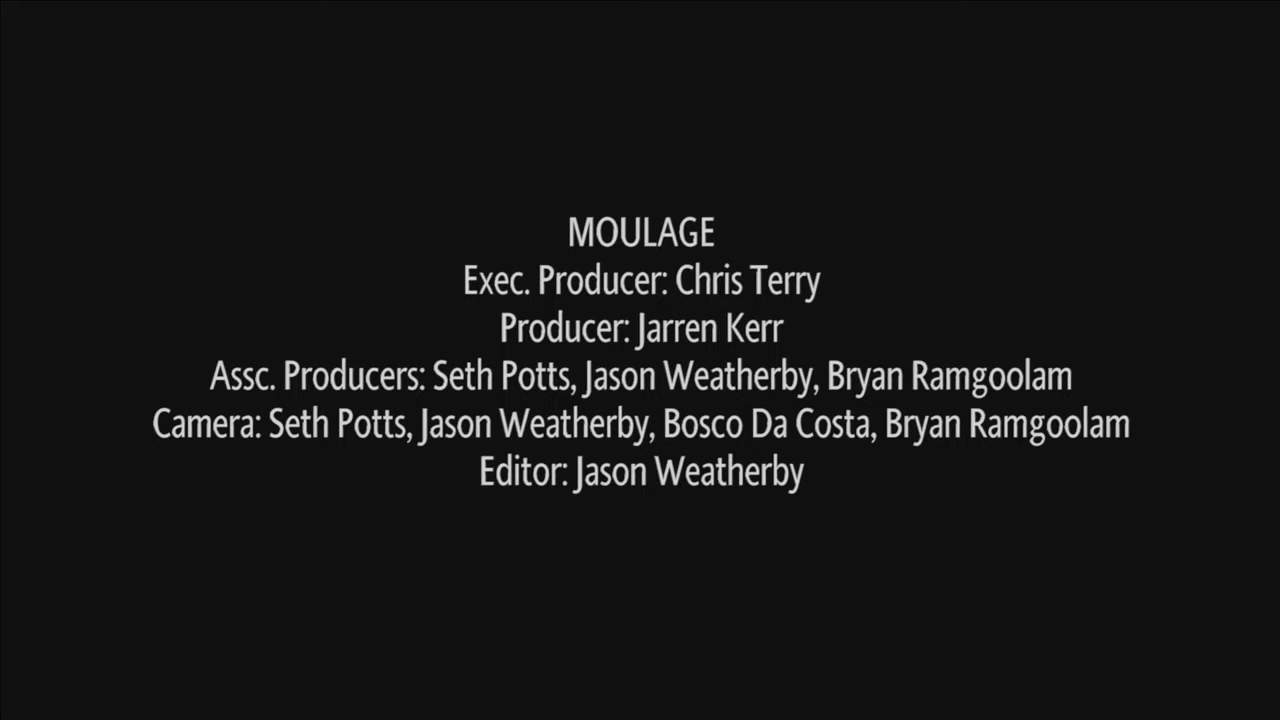 MOULAGE
Exec. Producer: Chris Terry
Producer: Jarren Kerr
Assc. Producers: Seth Potts, Jason Weatherby, Bryan Ramgoolam
Camera: Seth Potts, Jason Weatherby, Bosco Da Costa, Bryan Ramgoolam
Editor: Jason Weatherby